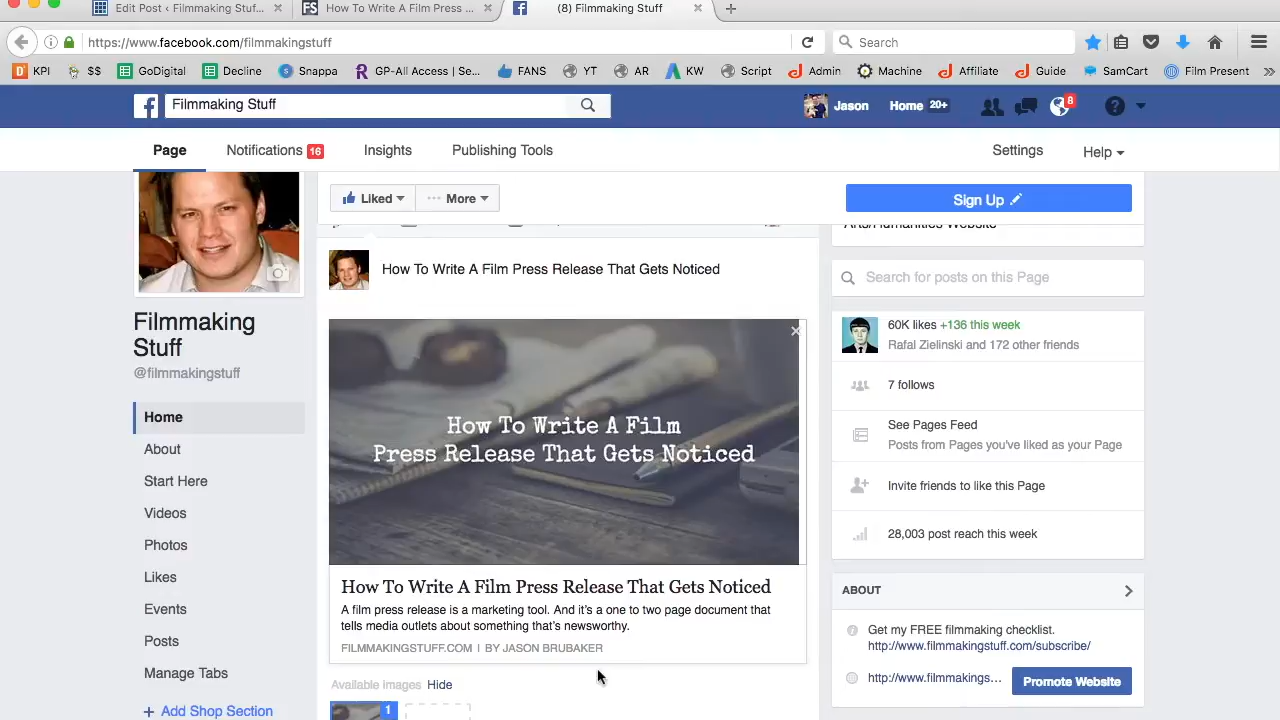 Edit Post ‹ Filmmaking Stuf...
How To Write A Film Press ...
(8) Filmmaking Stuff
https://www.facebook.com/filmmakingstuff
Search
KPI
$$
GoDigital
Decline
Snappa
GP-All Access | Se...
FANS
YT
AR
KW
Script
Admin
Machine
Affiliate
Guide
SamCart
Film Present
Filmmaking Stuff
Jason
Home 20+
8
Page
Notifications 16
Insights
Publishing Tools
Settings
Help
Liked
More
Sign Up
Arts/Humanities Website
How To Write A Film Press Release That Gets Noticed
Search for posts on this Page
How To Write A Film
Press Release That Gets Noticed
60K likes +136 this week
Rafal Zielinski and 172 other friends
Filmmaking
Stuff
@filmmakingstuff
7 follows
Home
About
Start Here
Videos
Photos
Likes
Events
Posts
Manage Tabs
Add Shop Section
See Pages Feed
Posts from Pages you've liked as your Page
Invite friends to like this Page
28,003 post reach this week
How To Write A Film Press Release That Gets Noticed
A film press release is a marketing tool. And it's a one to two page document that
tells media outlets about something that's newsworthy.
FILMMAKINGSTUFF.COM | BY JASON BRUBAKER
Available images Hide
1
ABOUT
Get my FREE filmmaking checklist.
http://www.filmmakingstuff.com/subscribe/
http://www.filmmakings...
Promote Website